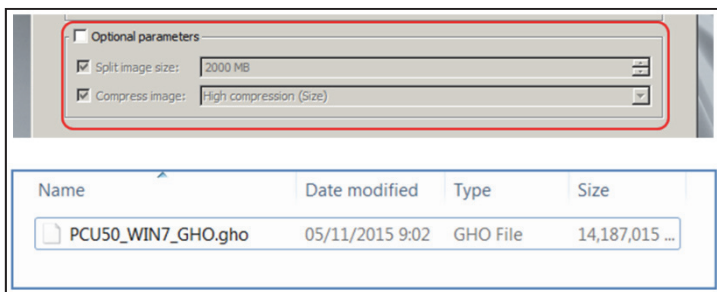 Optional parameters
Split image size: 2000 MB
Compress image: High compression (Size)
Name Date modified Type Size
PCU50_WIN7_GHO.gho 05/11/2015 9:02 GHO File 14,187,015 ...